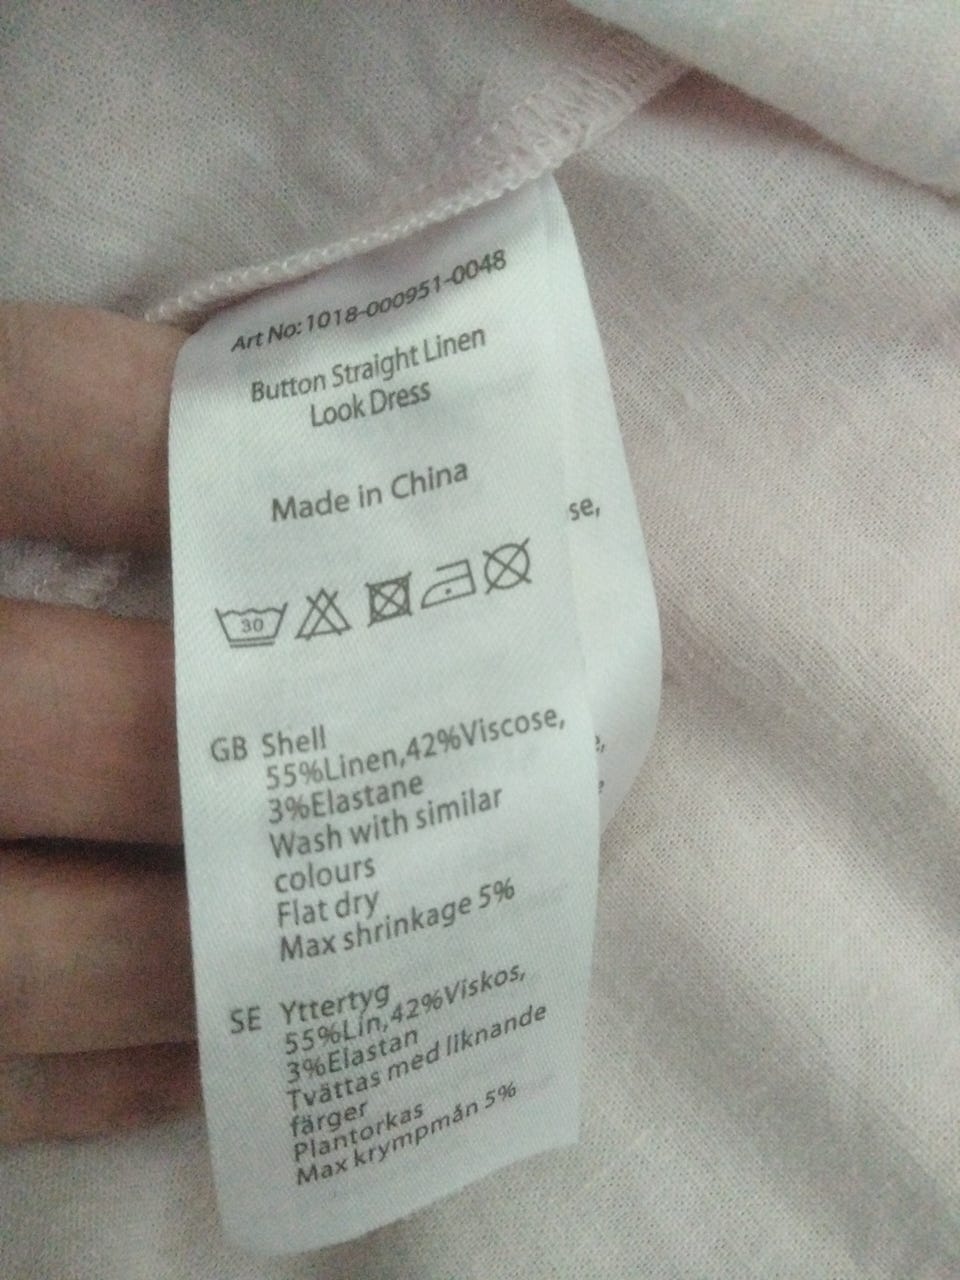 Art No:1018-000951-0048
Button Straight Linen
Look Dress
Made in China
30
GB Shell
55%Linen,42%Viscose,
3%Elastane
Wash with similar
colours
Flat dry
Max shrinkage 5%
SE Yttertyg
55%Lin,42%Viskos,
3%Elastan
Tvättas med liknande
färger
Plantorkas
Max krympmån 5%
se,
e,